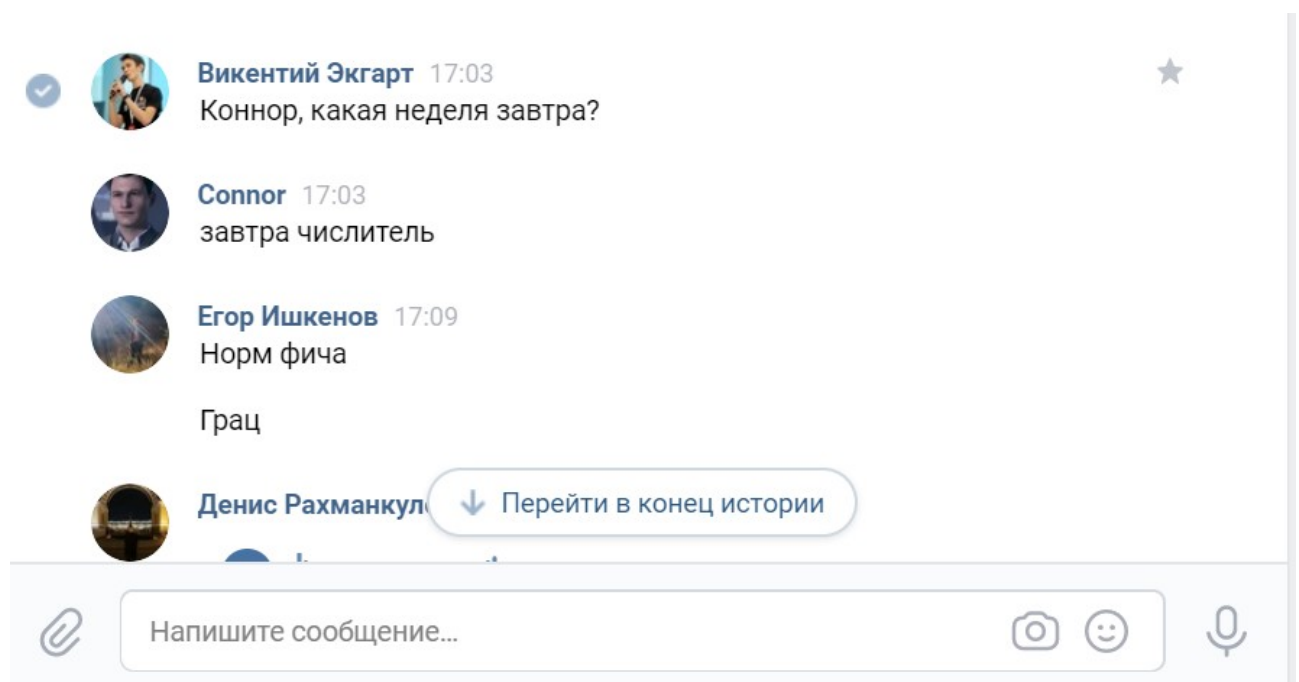 Викентий Экгарт 17:03
Коннор, какая неделя завтра?
Connor 17:03
завтра числитель
Егор Ишкенов 17:09
Норм фича
Грац
Денис
Перейти в конец истории
Напишите сообщение...